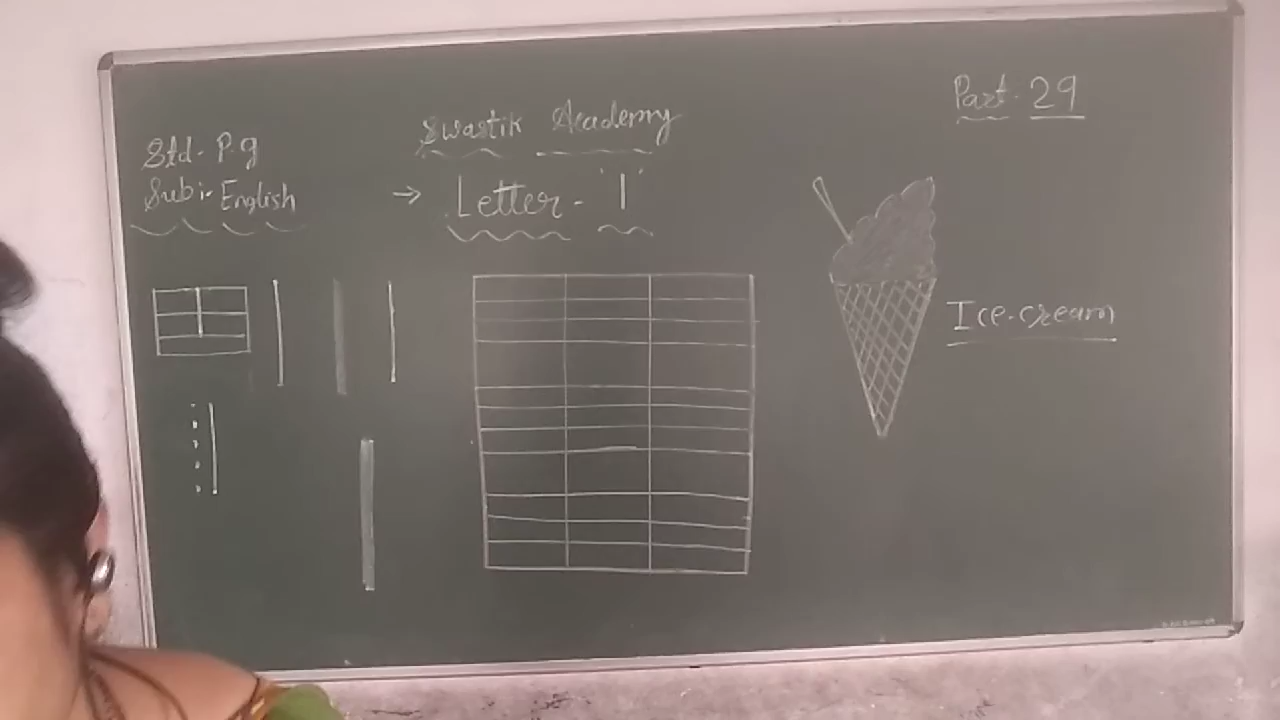 Part - 29
Swastik Academy
Std - P.g
Sub :- English
→ Letter - 'I'
Ice-cream